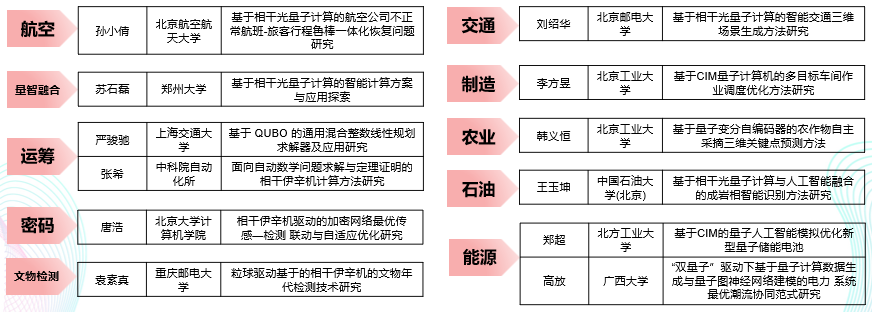 航空
孙小倩
北京航空航
天大学
基于相干光量子计算的航空公司不正
常航班-旅客行程鲁棒一体化恢复问题
研究
量智融合
苏石磊
郑州大学
基于相干光量子计算的智能计算方案
与应用探索
运筹
严骏驰
上海交通大
学
基于 QUBO 的通用混合整数线性规划
求解器及应用研究
张希
中科院自动
化所
面向自动数学问题求解与定理证明的
相干伊辛机计算方法研究
密码
唐浩
北京大学计
算机学院
相干伊辛机驱动的加密网络最优传
感—检测 联动与自适应优化研究
文物检测
袁素真
重庆邮电大
学
粒球驱动基于的相干伊辛机的文物年
代检测技术研究
交通
刘绍华
北京邮电大
学
基于相干光量子计算的智能交通三维
场景生成方法研究
制造
李方昱
北京工业大
学
基于CIM量子计算机的多目标车间作
业调度优化方法研究
农业
韩义恒
北京工业大
学
基于量子变分自编码器的农作物自主
采摘三维关键点预测方法
石油
王玉坤
中国石油大
学(北京)
基于相干光量子计算与人工智能融合
的成岩相智能识别方法研究
能源
郑超
北方工业大
学
基于CIM的量子人工智能模拟优化新
型量子储能电池
高放
广西大学
“双量子”驱动下基于量子计算数据生
成与量子图神经网络建模的电力 系统
最优潮流协同范式研究